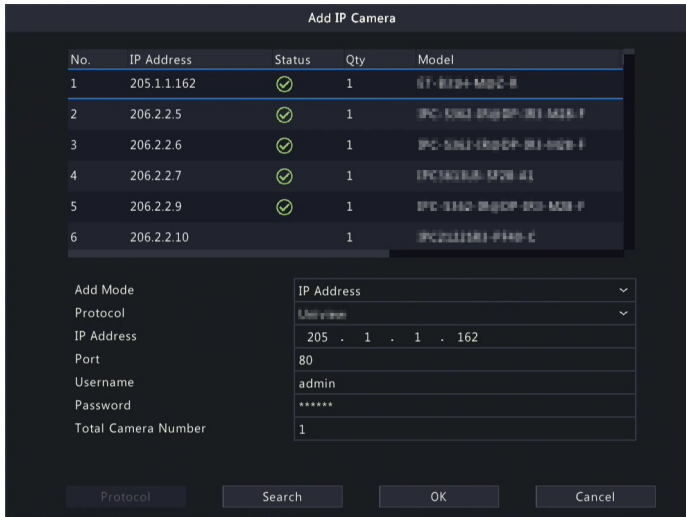 Add IP Camera
No. IP Address Status Qty Model
1 205.1.1.162 1
2 206.2.2.5 1
3 206.2.2.6 1
4 206.2.2.7 1
5 206.2.2.9 1
6 206.2.2.10 1
Add Mode IP Address
Protocol
IP Address 205 . 1 . 1 . 162
Port 80
Username admin
Password ******
Total Camera Number 1
Protocol Search OK Cancel